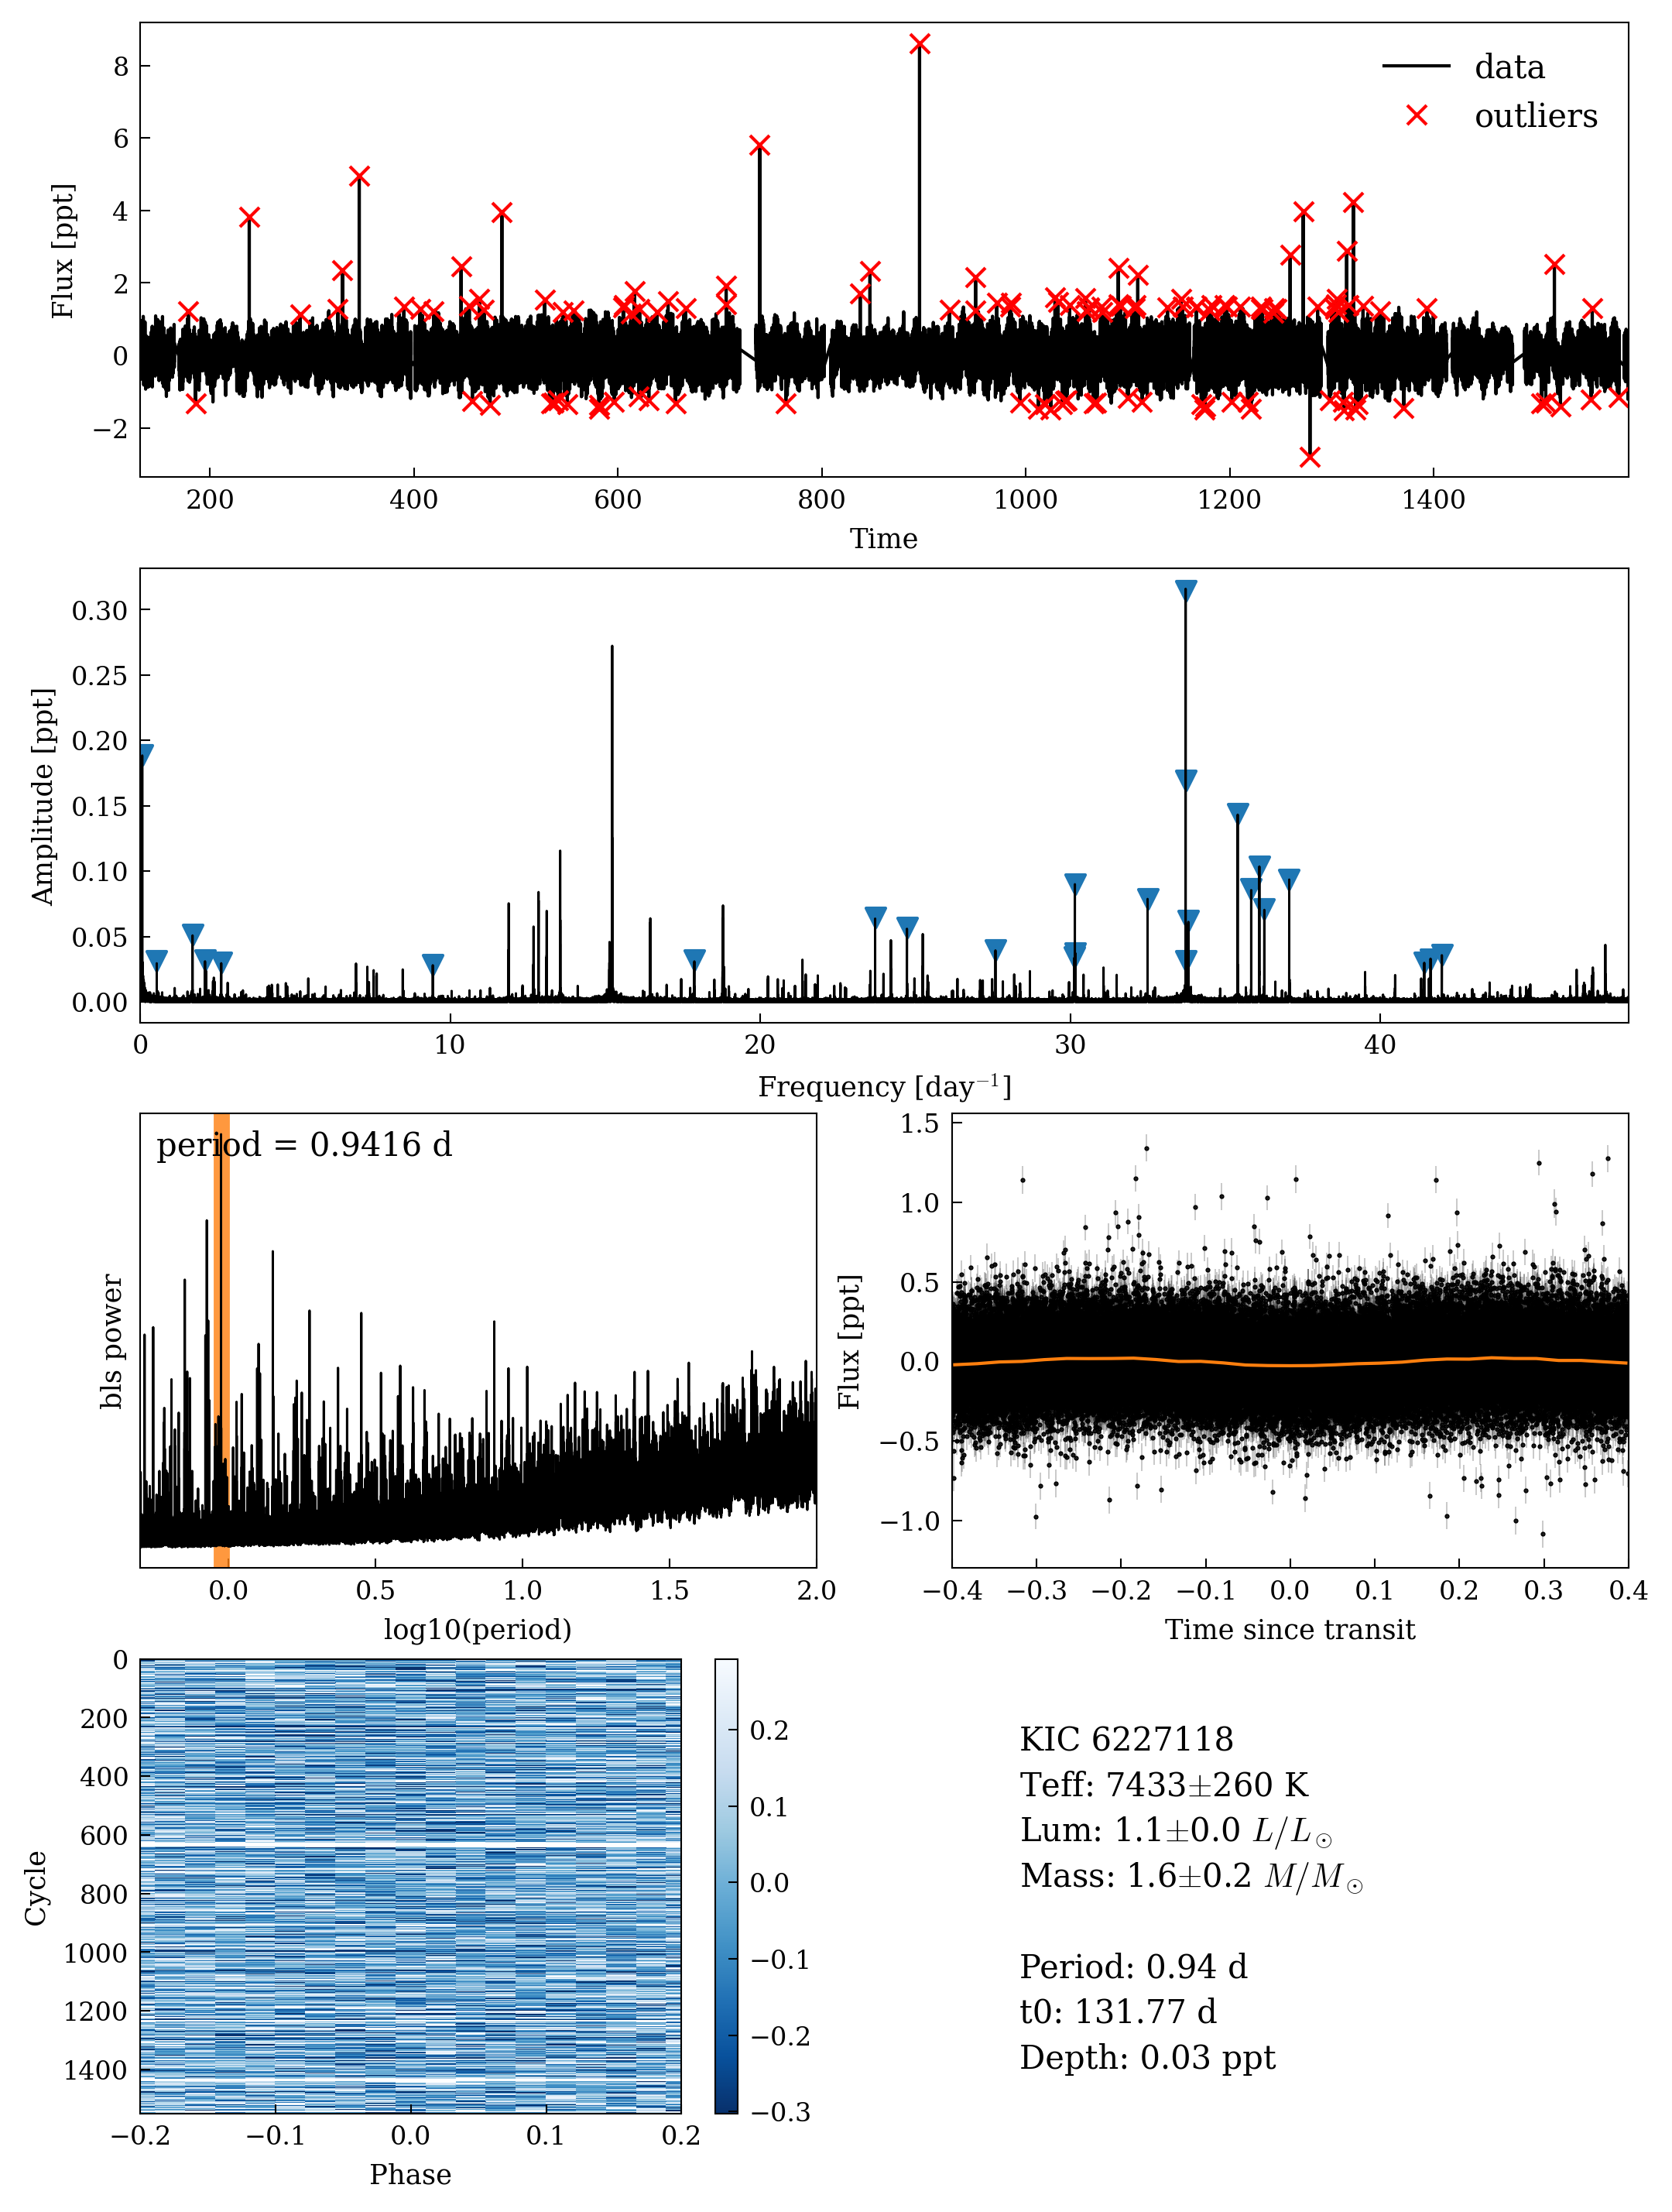 data
outliers
8
6
4
2
0
−2
Flux [ppt]
200 400 600 800 1000 1200 1400
Time
0.30
0.25
0.20
0.15
0.10
0.05
0.00
Amplitude [ppt]
0 10 20 30 40
Frequency [day⁻¹]
period = 0.9416 d
bls power
0.0 0.5 1.0 1.5 2.0
log10(period)
1.5
1.0
0.5
0.0
−0.5
−1.0
Flux [ppt]
−0.4 −0.3 −0.2 −0.1 0.0 0.1 0.2 0.3 0.4
Time since transit
0
200
400
600
800
1000
1200
1400
Cycle
−0.2 −0.1 0.0 0.1 0.2
Phase
0.2
0.1
0.0
−0.1
−0.2
−0.3
KIC 6227118
Teff: 7433±260 K
Lum: 1.1±0.0 L/L⊙
Mass: 1.6±0.2 M/M⊙
Period: 0.94 d
t0: 131.77 d
Depth: 0.03 ppt